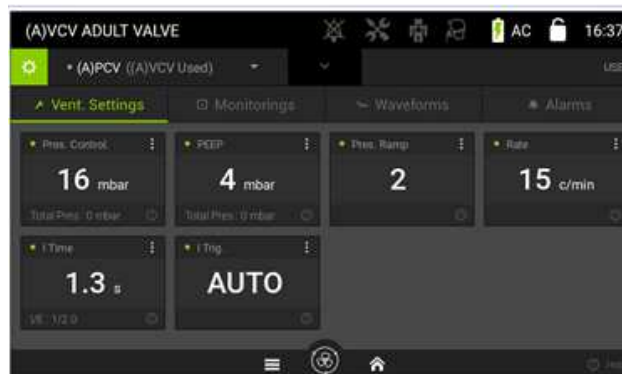 (A)VCV ADULT VALVE AC 16:37
• (A)PCV ((A)VCV Used) USE
Vent. Settings Monitorings Waveforms Alarms
Pres. Control PEEP Pres. Ramp Rate
16 mbar 4 mbar 2 15 c/min
Total Pres. 0 mbar Total Pres. 0 mbar
I Time I Trig.
1.3 s AUTO
I/E 1/2.0